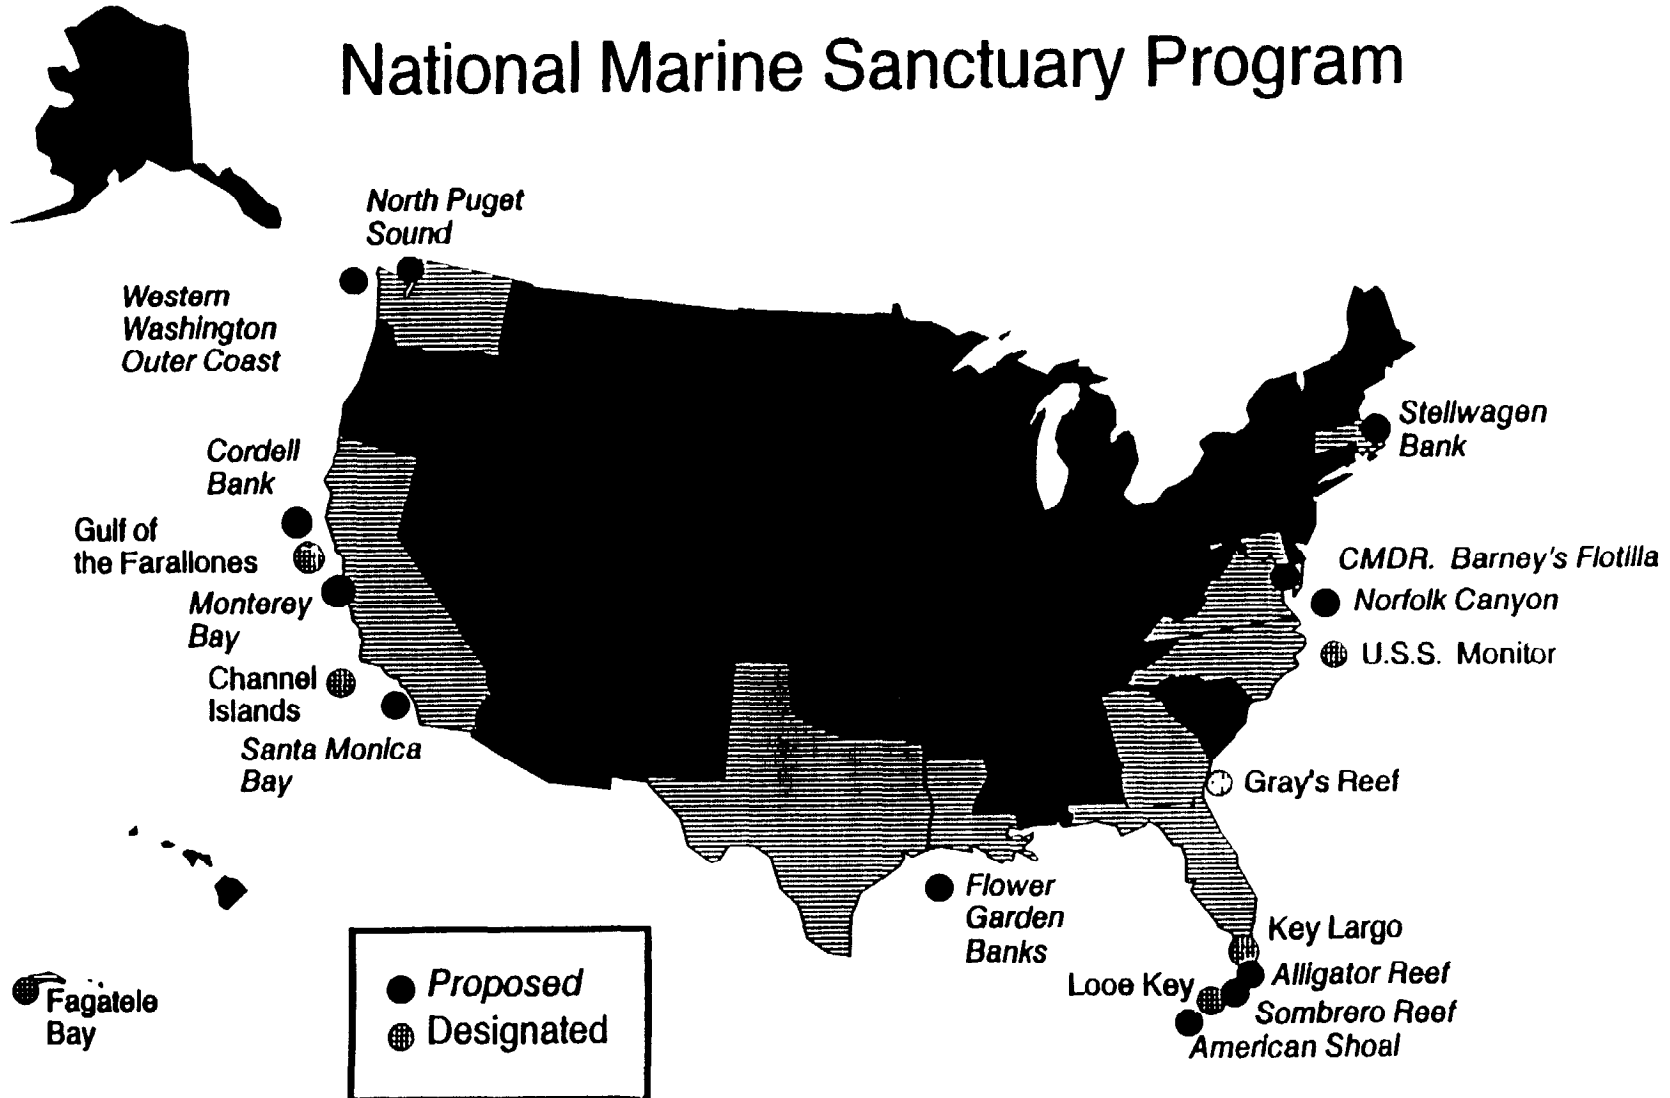 National Marine Sanctuary Program
North Puget
Sound
Western
Washington
Outer Coast
Stellwagen
Bank
Cordell
Bank
Gulf of
the Farallones
CMDR. Barney's Flotilla
Norfolk Canyon
Monterey
Bay
U.S.S. Monitor
Channel
Islands
Santa Monica
Bay
Gray's Reef
Flower
Garden
Banks
Key Largo
Alligator Reef
Looe Key
Sombrero Reef
American Shoal
Fagatele
Bay
Proposed
Designated